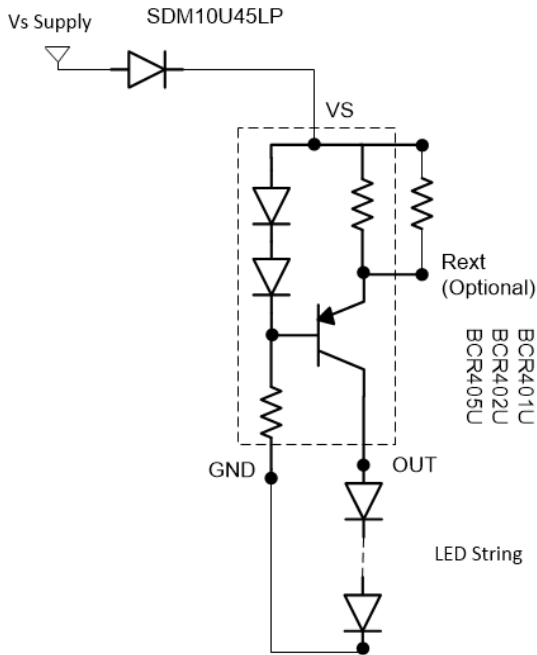 Vs Supply
SDM10U45LP
VS
Rext
(Optional)
BCR401U
BCR402U
BCR405U
GND
OUT
LED String